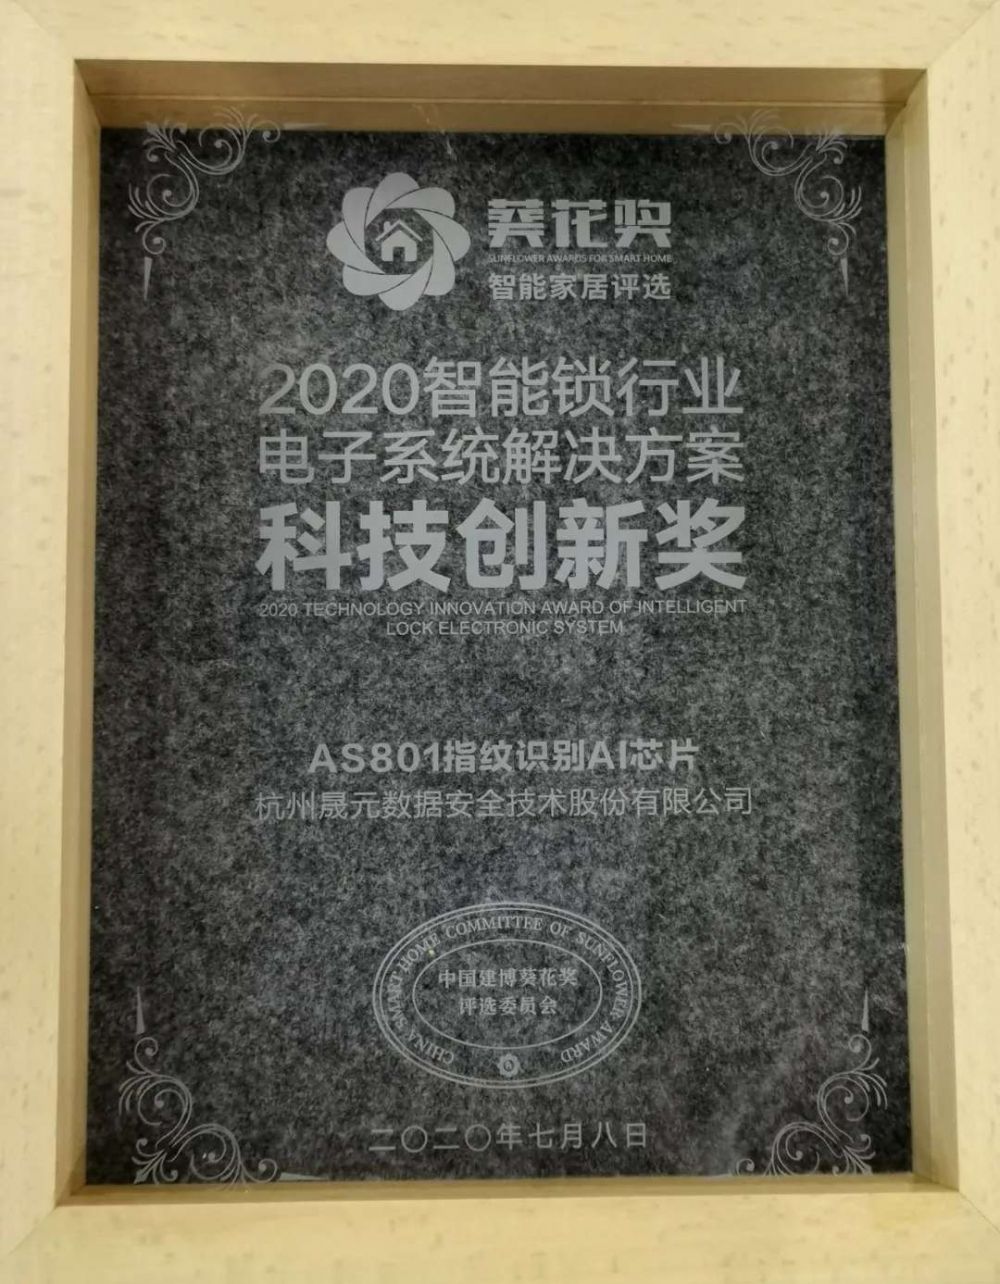 葵花奖
SUNFLOWER AWARDS FOR SMART HOME
智能家居评选
2020智能锁行业
电子系统解决方案
科技创新奖
2020 TECHNOLOGY INNOVATION AWARD OF INTELLIGENT
LOCK ELECTRONIC SYSTEM
AS801指纹识别AI芯片
杭州晟元数据安全技术股份有限公司
CHINA SMART HOME COMMITTEE OF SUNFLOWER AWARD
中国建博葵花奖
评选委员会
二〇二〇年七月八日